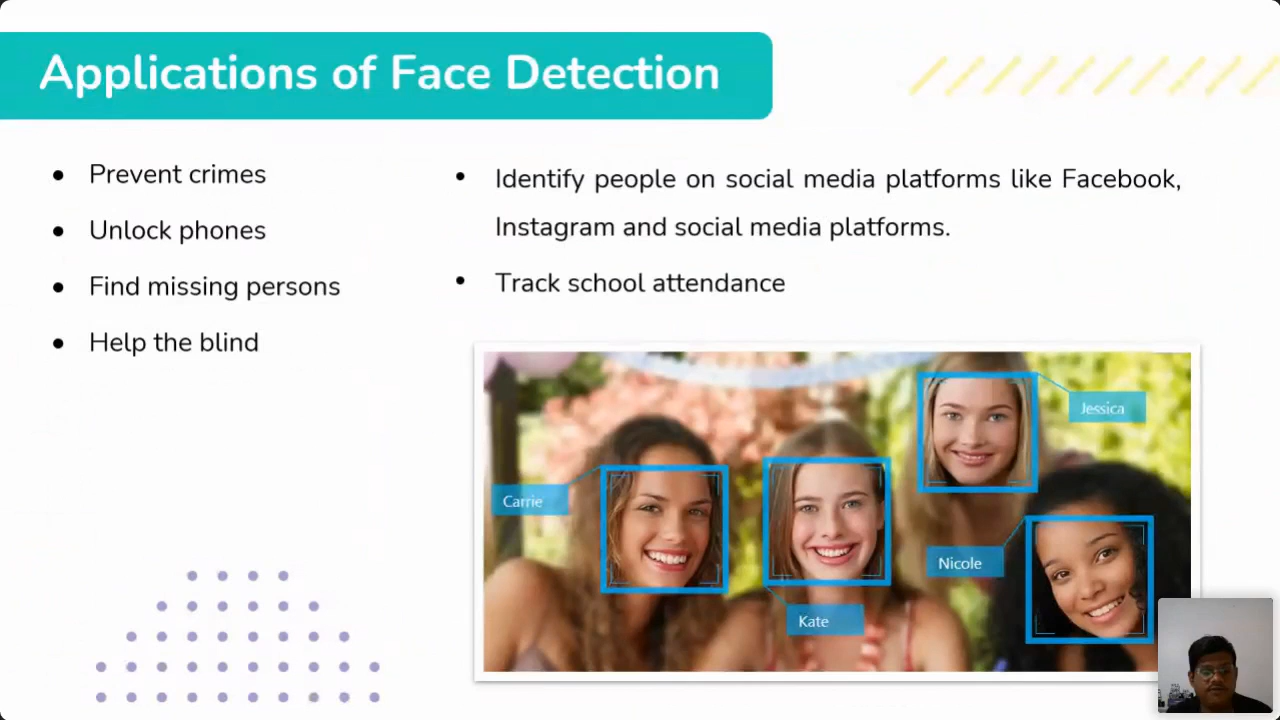 Applications of Face Detection
● Prevent crimes
● Unlock phones
● Find missing persons
● Help the blind
• Identify people on social media platforms like Facebook,
Instagram and social media platforms.
• Track school attendance
Jessica
Carrie
Nicole
Kate